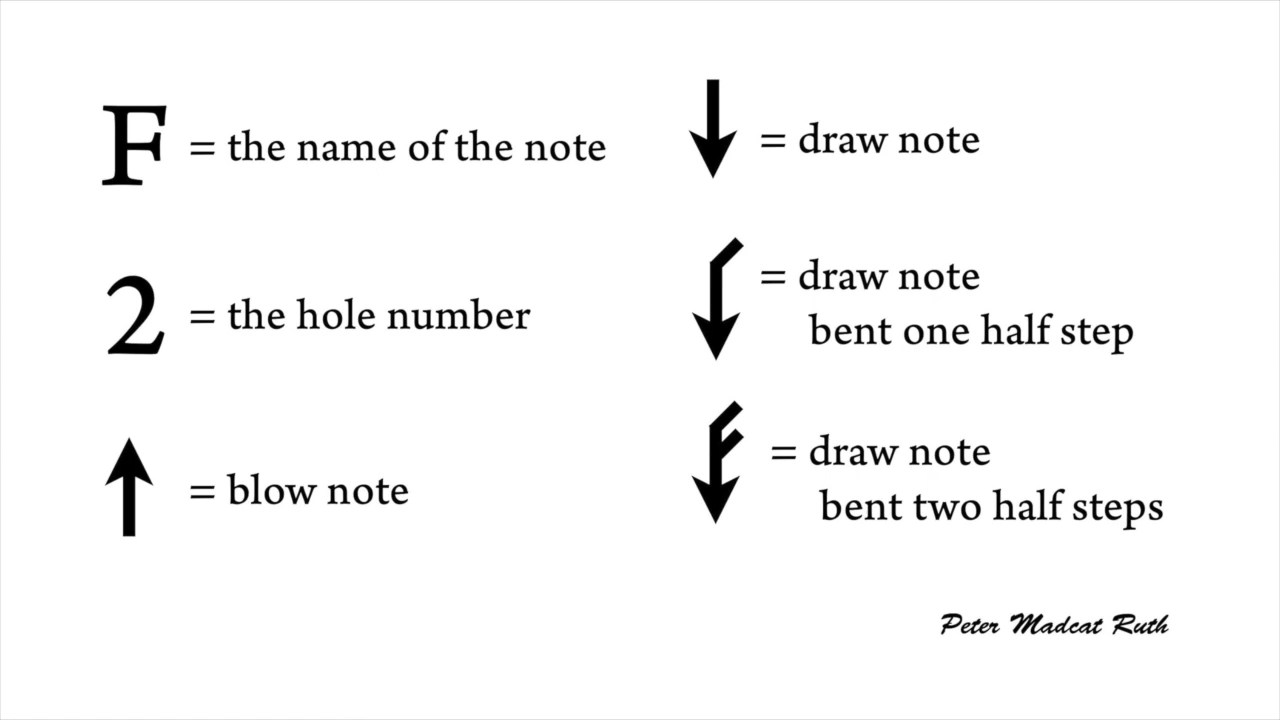 F = the name of the note
2 = the hole number
↑ = blow note
↓ = draw note
= draw note
bent one half step
= draw note
bent two half steps
Peter Madcat Ruth